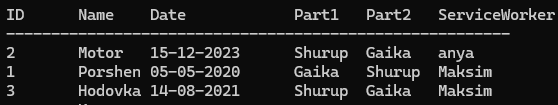 ID Name Date Part1 Part2 ServiceWorker
--------------------------------------------------------
2 Motor 15-12-2023 Shurup Gaika anya
1 Porshen 05-05-2020 Gaika Shurup Maksim
3 Hodovka 14-08-2021 Shurup Gaika Maksim